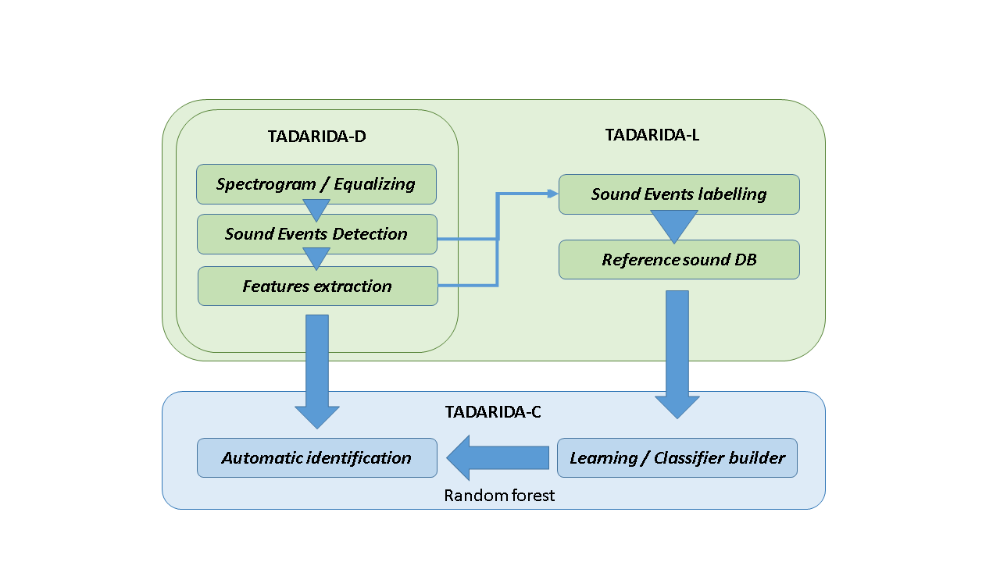 TADARIDA-D
Spectrogram / Equalizing
Sound Events Detection
Features extraction
TADARIDA-L
Sound Events labelling
Reference sound DB
TADARIDA-C
Automatic identification
Learning / Classifier builder
Random forest